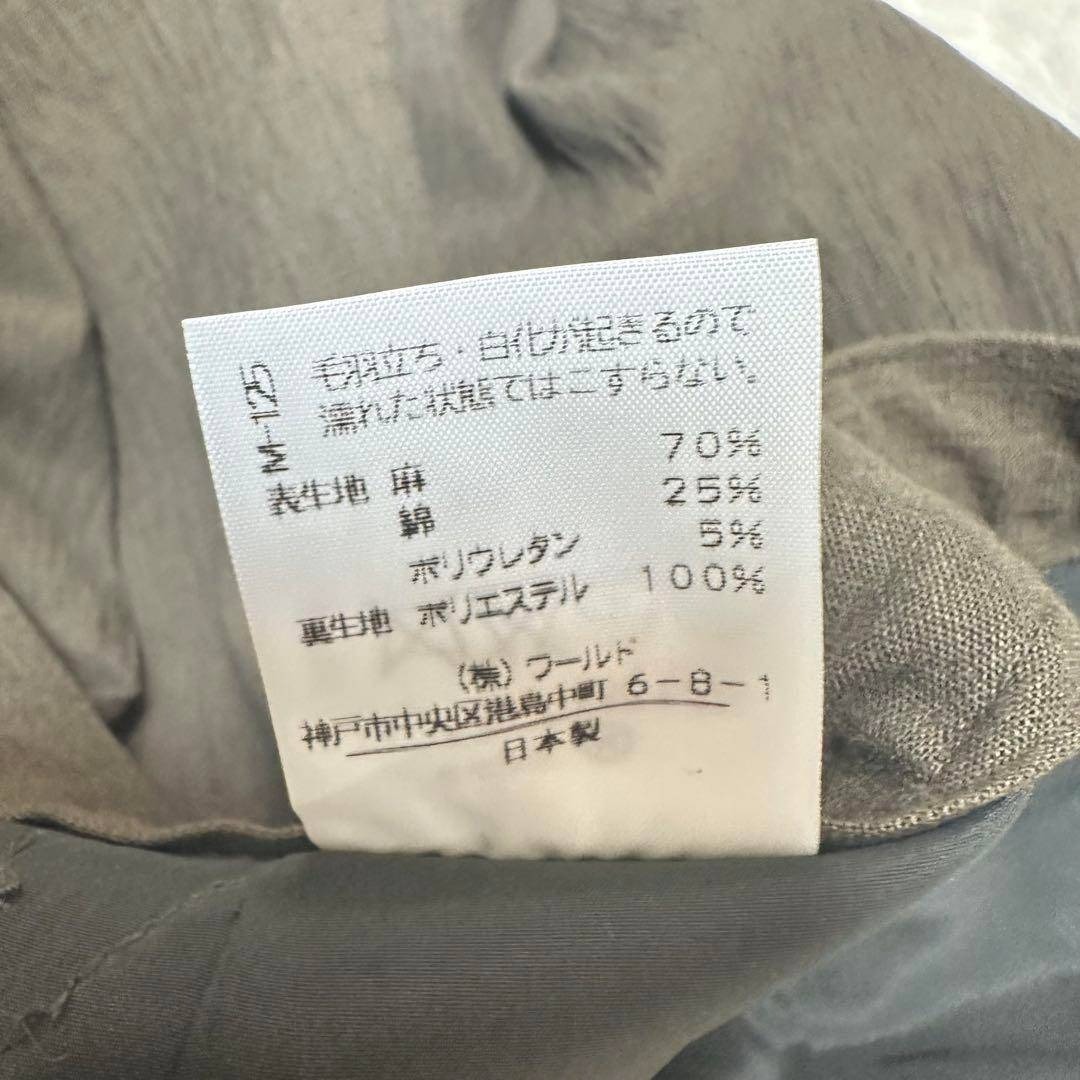 M-125
毛羽立ち・白化が起きるので
濡れた状態ではこすらない。
表生地 麻 70%
綿 25%
ポリウレタン 5%
裏生地 ポリエステル 100%
(株)ワールド
神戸市中央区港島中町 6-8-1
日本製